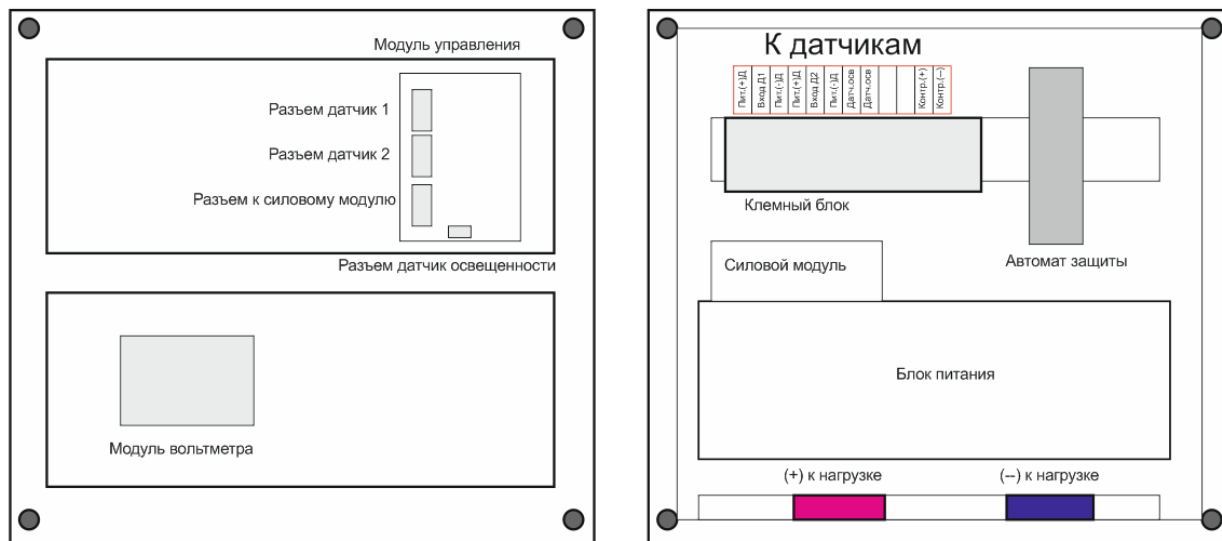 Модуль управления
Разъем датчик 1
Разъем датчик 2
Разъем к силовому модулю
Разъем датчик освещенности
Модуль вольтметра
К датчикам
Пит.(+)Д
Вход Д1
Пит.(-)Д
Пит.(+)Д
Вход Д2
Пит.(-)Д
Датч.осв
Датч.осв
Контр.(+)
Контр.(--)
Клемный блок
Автомат защиты
Силовой модуль
Блок питания
(+) к нагрузке
(--) к нагрузке